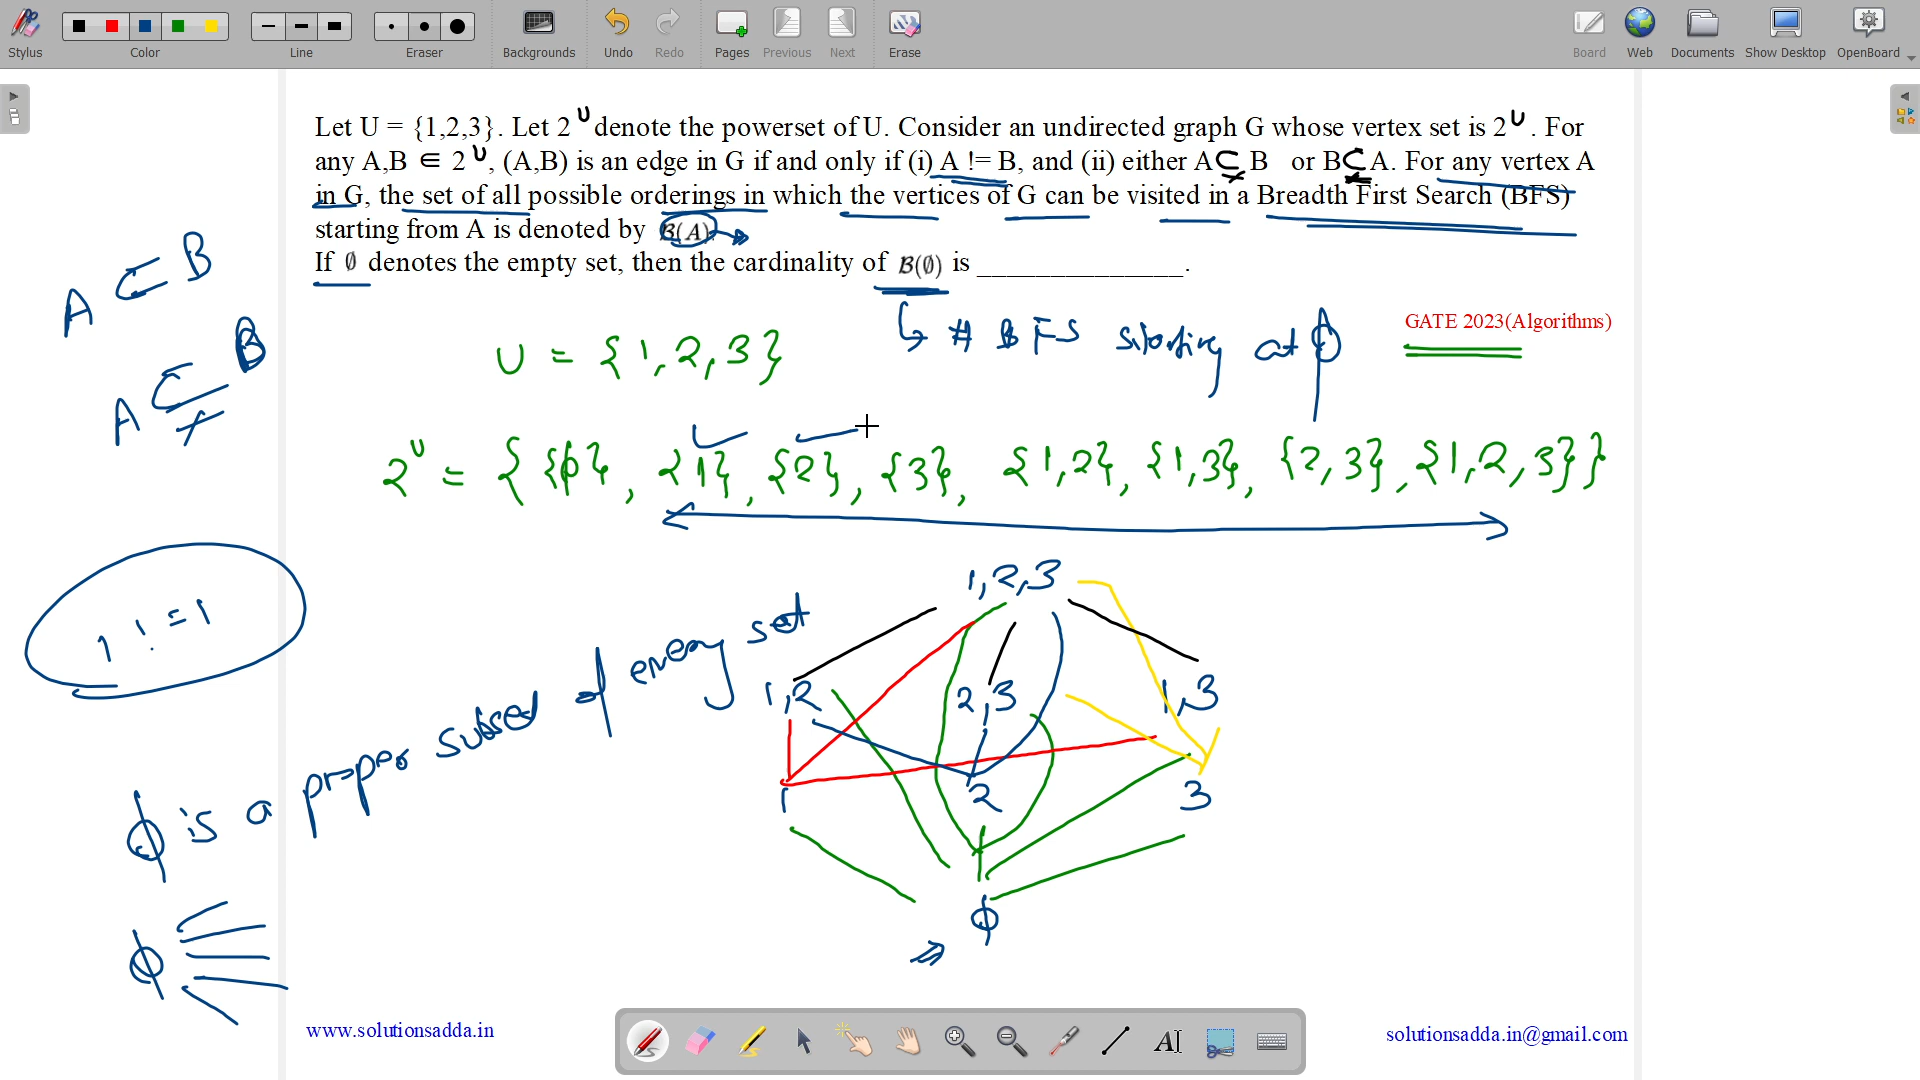 Stylus Color Line Eraser Backgrounds Undo Redo Pages Previous Next Erase Board Web Documents Show Desktop OpenBoard
Let U = {1,2,3}. Let 2^U denote the powerset of U. Consider an undirected graph G whose vertex set is 2^U. For
any A,B ∈ 2^U, (A,B) is an edge in G if and only if (i) A != B, and (ii) either A⊊B or B⊊A. For any vertex A
in G, the set of all possible orderings in which the vertices of G can be visited in a Breadth First Search (BFS)
starting from A is denoted by B(A).
If ∅ denotes the empty set, then the cardinality of B(∅) is _______________.
A ⊂ B
A ⊊ B
↳ # BFS starting at ϕ
GATE 2023(Algorithms)
U = {1,2,3}
2^U = { {ϕ}, {1}, {2}, {3}, {1,2}, {1,3}, {2,3}, {1,2,3} }
1 != 1
ϕ is a proper subset of every set
1,2,3
1,2 2,3 1,3
1 2 3
ϕ
ϕ
www.solutionsadda.in
solutionsadda.in@gmail.com